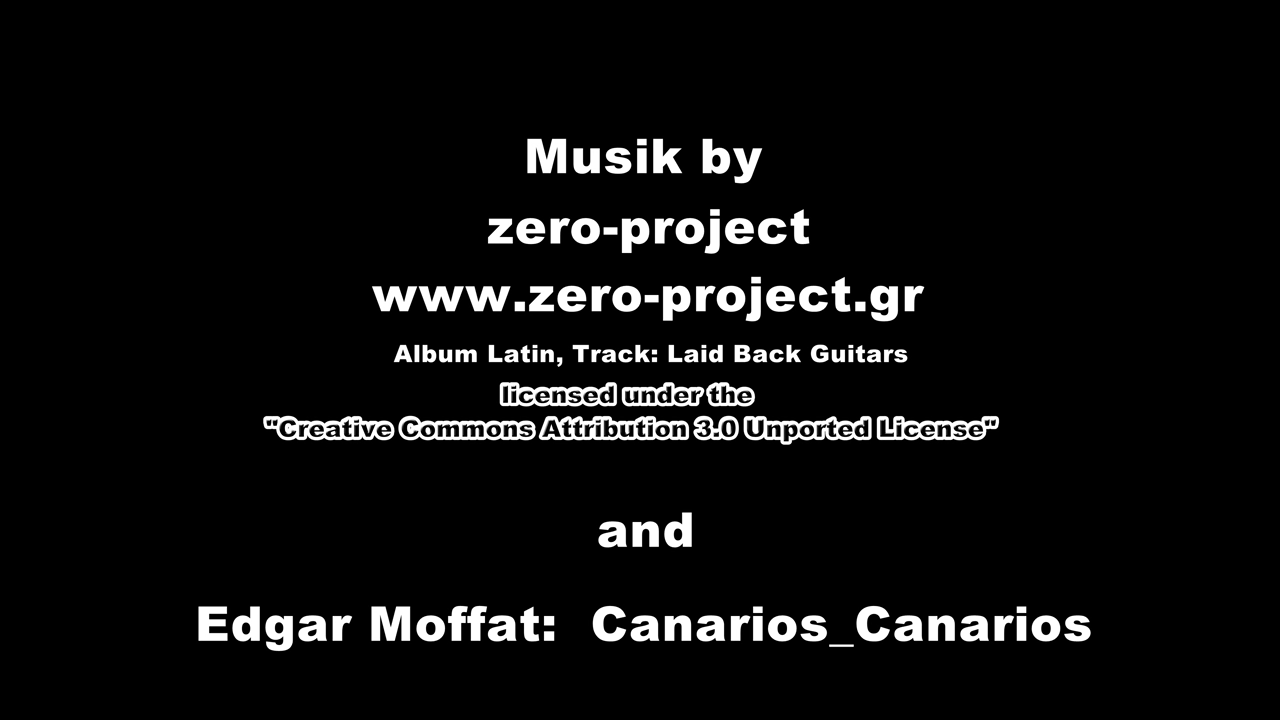 Musik by
zero-project
www.zero-project.gr
Album Latin, Track: Laid Back Guitars
licensed under the
"Creative Commons Attribution 3.0 Unported License"
and
Edgar Moffat:  Canarios_Canarios